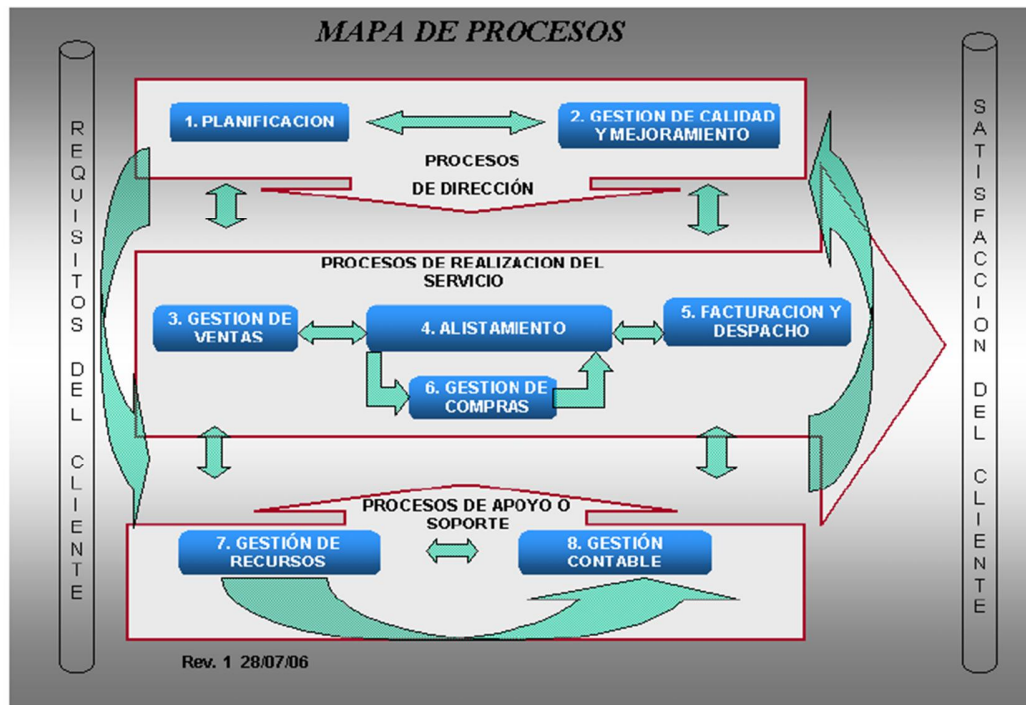 MAPA DE PROCESOS
REQUISITOS DEL CLIENTE
1. PLANIFICACION
2. GESTION DE CALIDAD
Y MEJORAMIENTO
PROCESOS
DE DIRECCIÓN
PROCESOS DE REALIZACION DEL
SERVICIO
3. GESTION DE
VENTAS
4. ALISTAMIENTO
5. FACTURACION Y
DESPACHO
6. GESTION DE
COMPRAS
PROCESOS DE APOYO O
SOPORTE
7. GESTIÓN DE
RECURSOS
8. GESTIÓN
CONTABLE
Rev. 1 28/07/06
SATISFACCION DEL CLIENTE